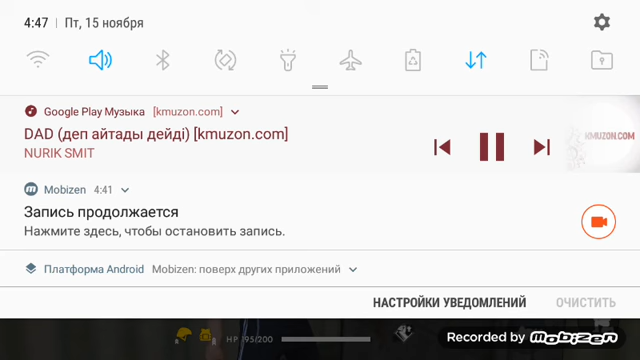 4:47 | Пт, 15 ноября
Google Play Музыка [kmuzon.com]
DAD (деп айтады дейді) [kmuzon.com]
NURIK SMIT
KMUZON.COM
Mobizen 4:41
Запись продолжается
Нажмите здесь, чтобы остановить запись.
Платформа Android Mobizen: поверх других приложений
НАСТРОЙКИ УВЕДОМЛЕНИЙ ОЧИСТИТЬ
HP 195/200
Recorded by mobizen